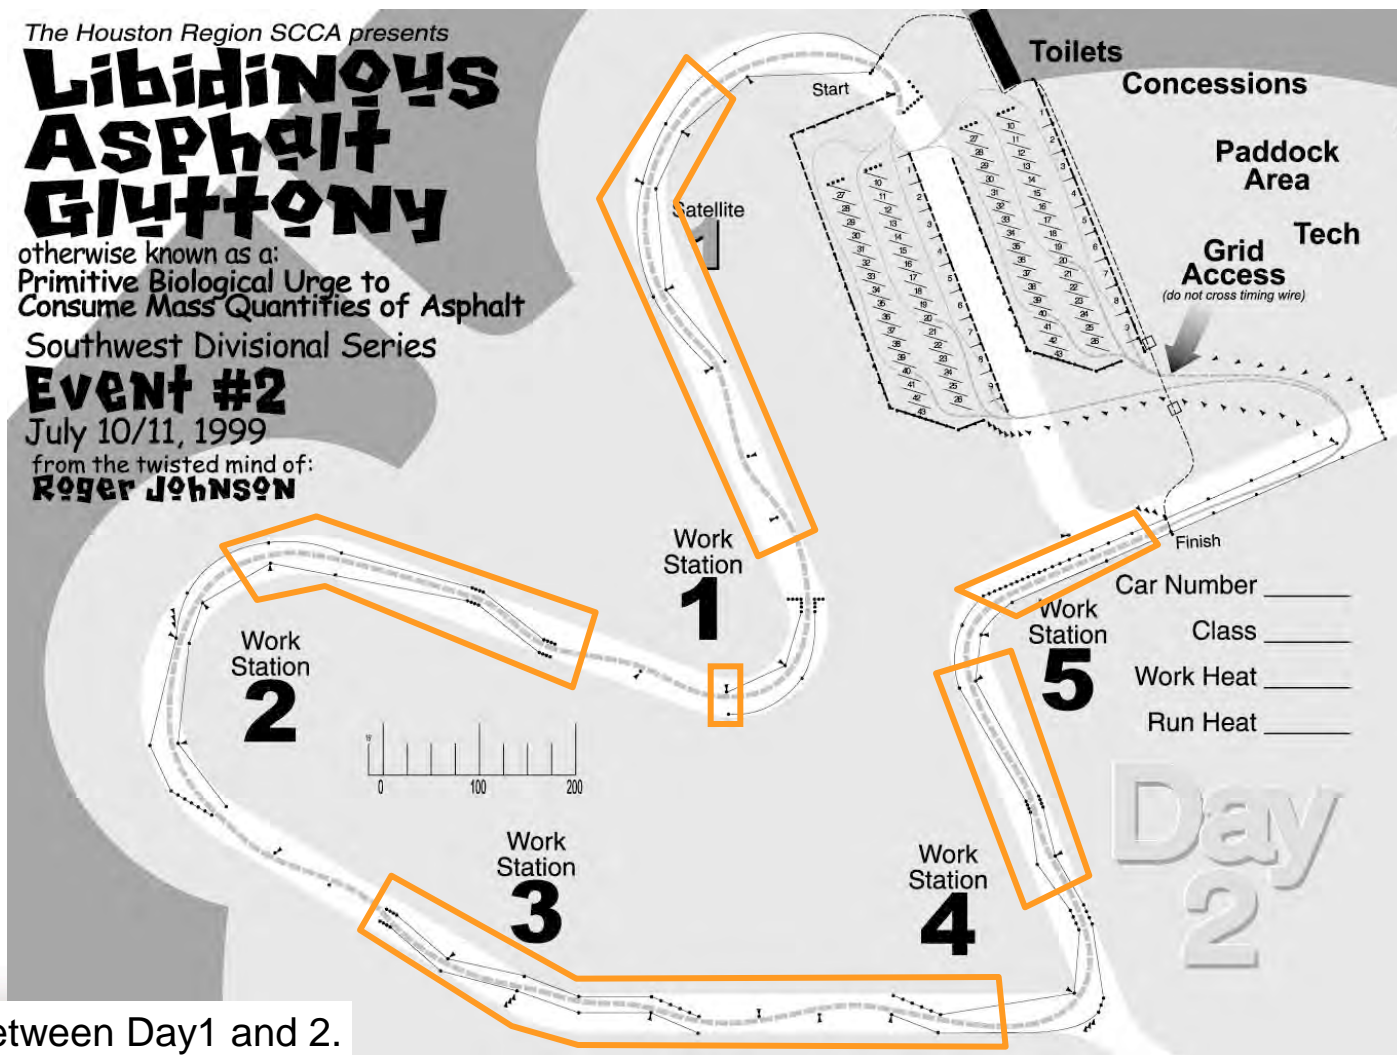 The Houston Region SCCA presents
Libidinous
Asphalt
Gluttony
otherwise known as a:
Primitive Biological Urge to
Consume Mass Quantities of Asphalt
Southwest Divisional Series
Event #2
July 10/11, 1999
from the twisted mind of:
Roger Johnson
Start
Toilets
Concessions
Paddock
Area
Tech
Grid
Access
(do not cross timing wire)
Satellite
1
Finish
Work
Station
1
Work
Station
2
Work
Station
3
Work
Station
4
Work
Station
5
Car Number
Class
Work Heat
Run Heat
Day
2
0 100 200
etween Day1 and 2.